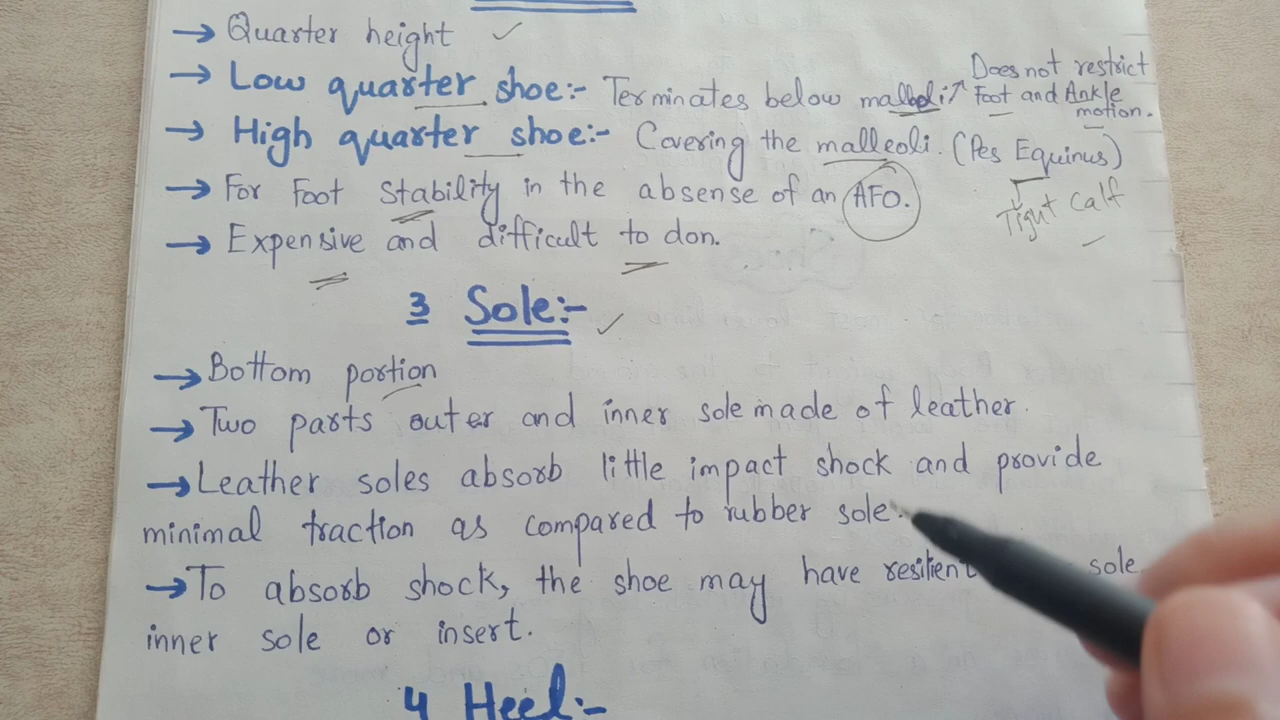 → Quarter height ✓
→ Low quarter shoe:- Terminates below malleoli↗ Does not restrict
Foot and Ankle
motion.
→ High quarter shoe:- Covering the malleoli. (Pes Equinus)
Tight calf
→ For Foot stability in the absense of an AFO.
→ Expensive and difficult to don.
3 Sole:- ✓
→ Bottom portion
→ Two parts outer and inner sole made of leather.
→ Leather soles absorb little impact shock and provide
minimal traction as compared to rubber sole.
→ To absorb shock, the shoe may have resilient sole
inner sole or insert.
4 Heel:-